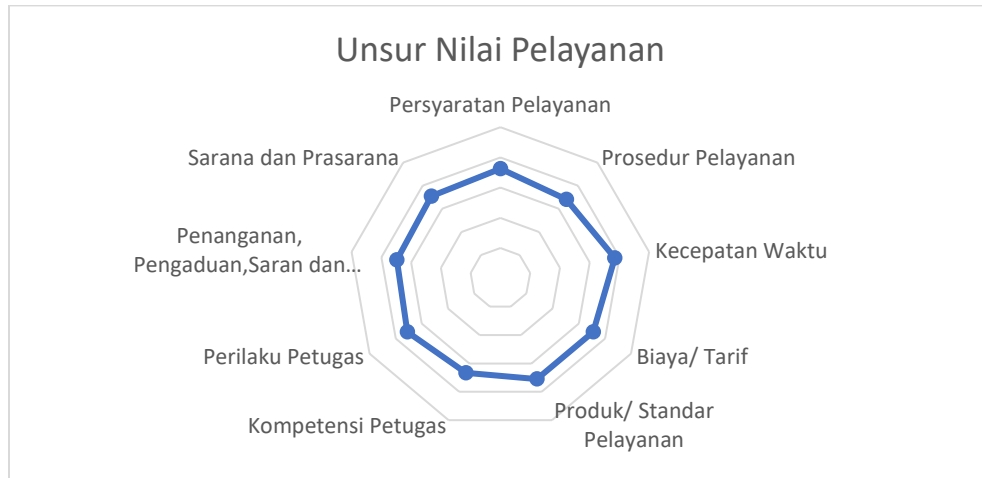 Unsur Nilai Pelayanan
Persyaratan Pelayanan
Prosedur Pelayanan
Kecepatan Waktu
Biaya/ Tarif
Produk/ Standar
Pelayanan
Kompetensi Petugas
Perilaku Petugas
Penanganan,
Pengaduan,Saran dan...
Sarana dan Prasarana